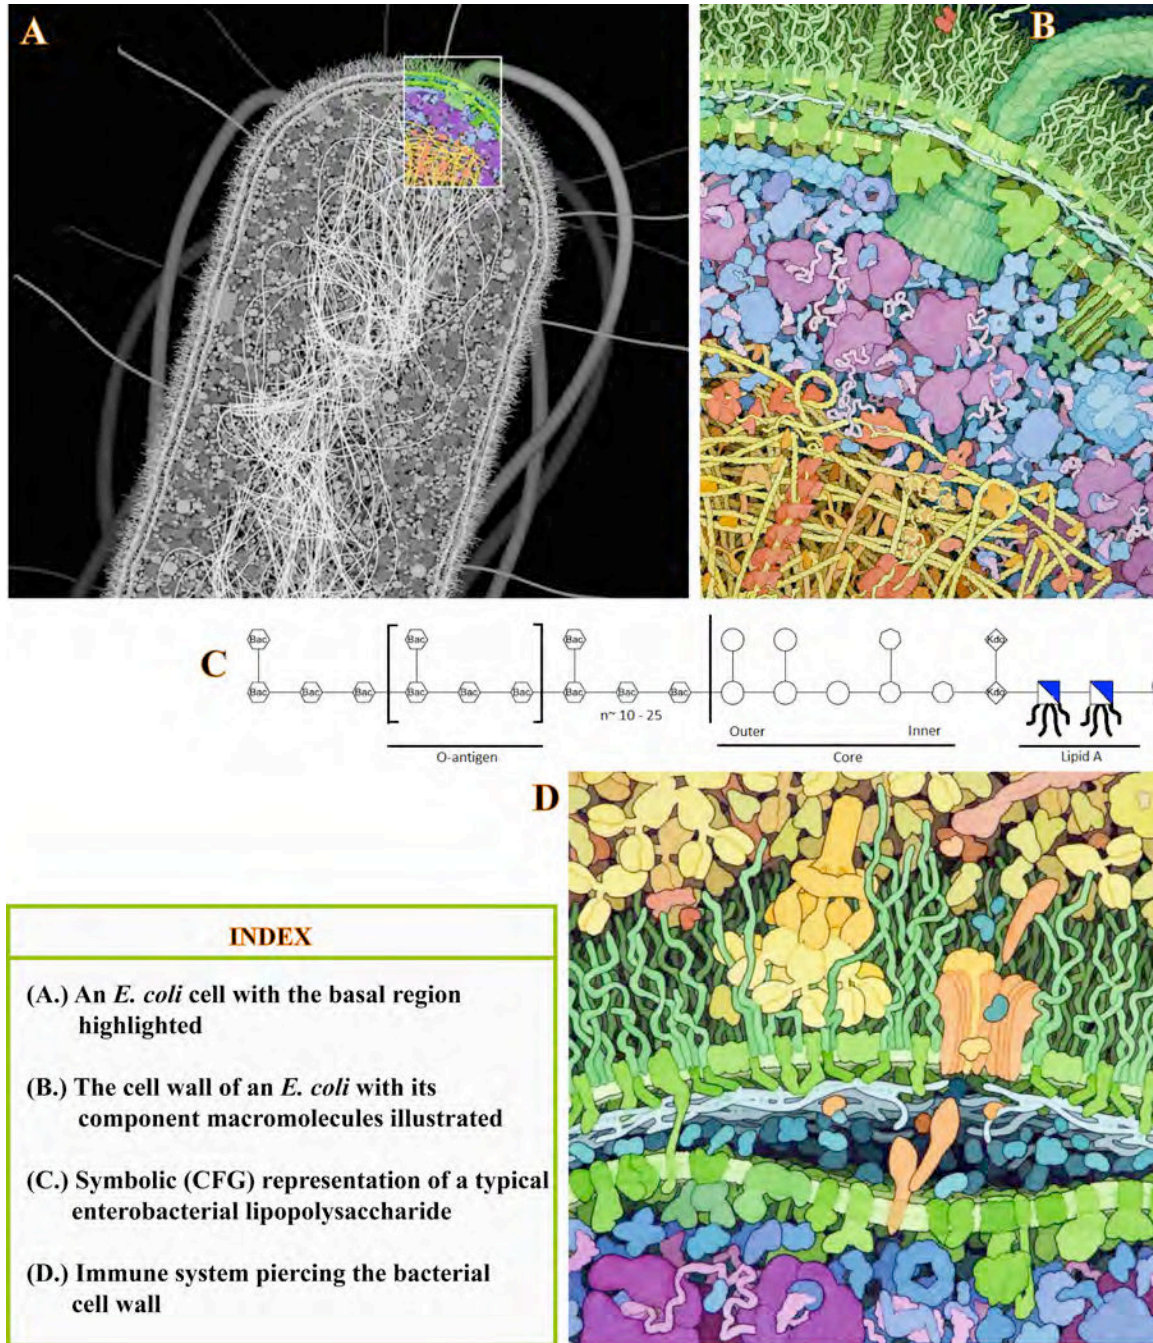 A
B
C
Bac Bac Bac Kdo
Bac Bac Bac Bac Bac Bac Bac Bac Bac Kdo
n~ 10 - 25
Outer Inner
O-antigen Core Lipid A
D
INDEX
(A.) An E. coli cell with the basal region
highlighted
(B.) The cell wall of an E. coli with its
component macromolecules illustrated
(C.) Symbolic (CFG) representation of a typical
enterobacterial lipopolysaccharide
(D.) Immune system piercing the bacterial
cell wall